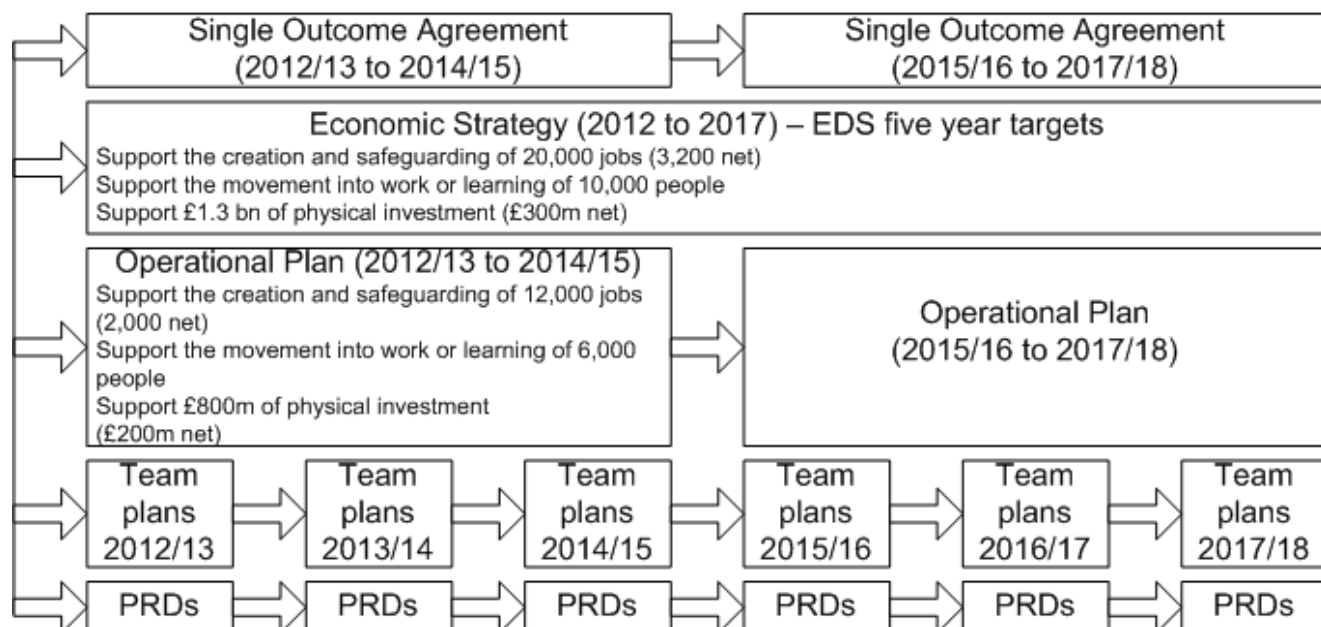 Single Outcome Agreement
(2012/13 to 2014/15)
Single Outcome Agreement
(2015/16 to 2017/18)
Economic Strategy (2012 to 2017) – EDS five year targets
Support the creation and safeguarding of 20,000 jobs (3,200 net)
Support the movement into work or learning of 10,000 people
Support £1.3 bn of physical investment (£300m net)
Operational Plan (2012/13 to 2014/15)
Support the creation and safeguarding of 12,000 jobs
(2,000 net)
Support the movement into work or learning of 6,000
people
Support £800m of physical investment
(£200m net)
Operational Plan
(2015/16 to 2017/18)
Team
plans
2012/13
Team
plans
2013/14
Team
plans
2014/15
Team
plans
2015/16
Team
plans
2016/17
Team
plans
2017/18
PRDs
PRDs
PRDs
PRDs
PRDs
PRDs